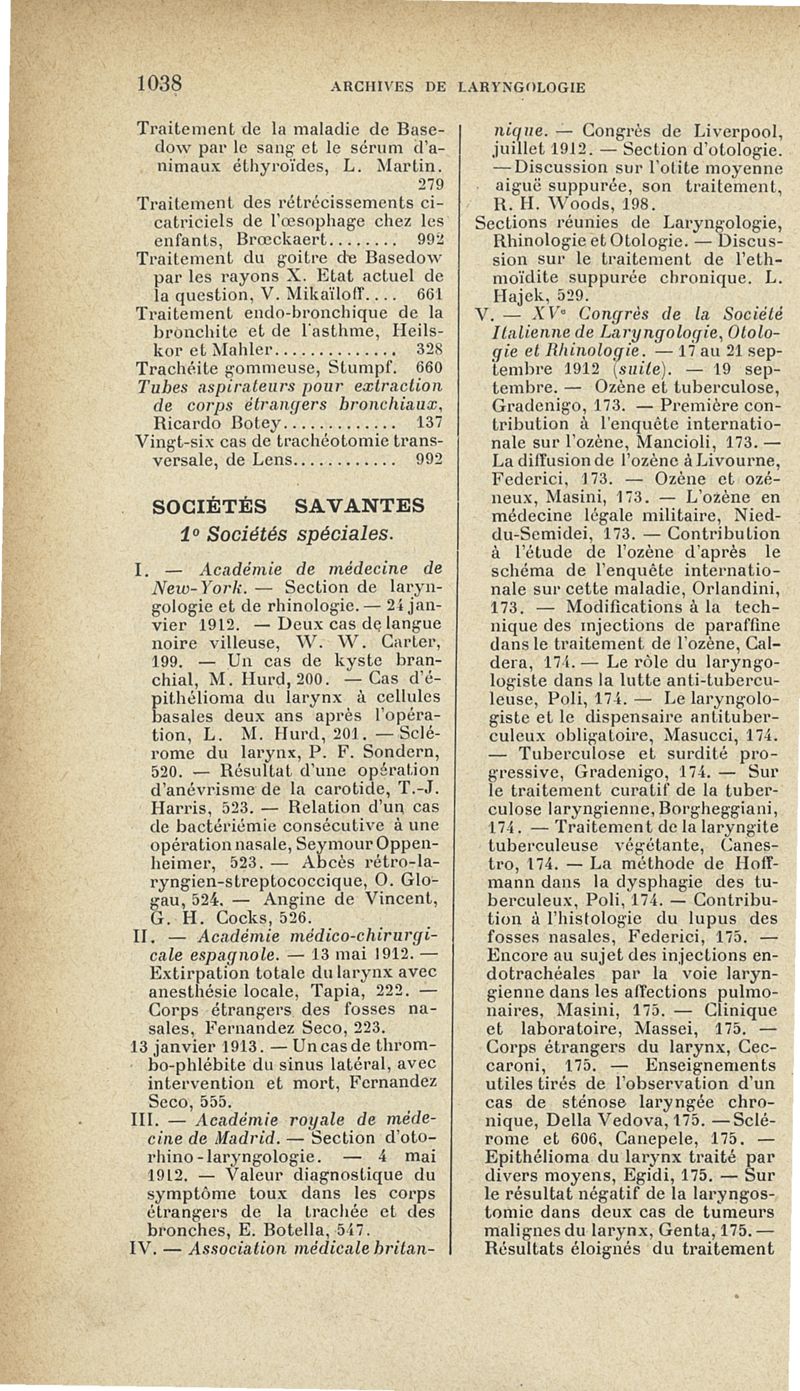 1038 ARCHIVES DE LARYNGOLOGIE
Traitement de la maladie de Base-
dow par le sang et le sérum d'a-
nimaux éthyroïdes, L. Martin.
279
Traitement des rétrécissements ci-
catriciels de l'œsophage chez les
enfants, Brœckaert........ 992
Traitement du goitre de Basedow
par les rayons X. Etat actuel de
la question, V. Mikaïloff.... 661
Traitement endo-bronchique de la
bronchite et de l'asthme, Heils-
kor et Mahler.............. 328
Trachéite gommeuse, Stumpf. 660
Tubes aspirateurs pour extraction
de corps étrangers bronchiaux,
Ricardo Botey............. 137
Vingt-six cas de trachéotomie trans-
versale, de Lens............ 992
SOCIÉTÉS SAVANTES
1° Sociétés spéciales.
I. — Académie de médecine de
New-York. — Section de laryn-
gologie et de rhinologie. — 24 jan-
vier 1912. — Deux cas de langue
noire villeuse, W. W. Carter,
199. — Un cas de kyste bran-
chial, M. Hurd, 200. — Cas d'é-
pithélioma du larynx à cellules
basales deux ans après l'opéra-
tion, L. M. Hurd, 201. — Sclé-
rome du larynx, P. F. Sondern,
520. — Résultat d'une opération
d'anévrisme de la carotide, T.-J.
Harris, 523. — Relation d'un cas
de bactériémie consécutive à une
opération nasale, Seymour Oppen-
heimer, 523. — Abcès rétro-la-
ryngien-streptococcique, O. Glo-
gau, 524. — Angine de Vincent,
G. H. Cocks, 526.
II. — Académie médico-chirurgi-
cale espagnole. — 13 mai 1912. —
Extirpation totale du larynx avec
anesthésie locale, Tapia, 222. —
Corps étrangers des fosses na-
sales, Fernandez Seco, 223.
13 janvier 1913. — Un cas de throm-
bo-phlébite du sinus latéral, avec
intervention et mort, Fernandez
Seco, 555.
III. — Académie royale de méde-
cine de Madrid. — Section d'oto-
rhino-laryngologie. — 4 mai
1912. — Valeur diagnostique du
symptôme toux dans les corps
étrangers de la trachée et des
bronches, E. Botella, 547.
IV. — Association médicale britan-
nique. — Congrès de Liverpool,
juillet 1912. — Section d'otologie.
— Discussion sur l'otite moyenne
aiguë suppurée, son traitement,
R. H. Woods, 198.
Sections réunies de Laryngologie,
Rhinologie et Otologie. — Discus-
sion sur le traitement de l'eth-
moïdite suppurée chronique. L.
Hajek, 529.
V. — XVe Congrès de la Société
Italienne de Laryngologie, Otolo-
gie et Rhinologie. — 17 au 21 sep-
tembre 1912 (suite). — 19 sep-
tembre. — Ozène et tuberculose,
Gradenigo, 173. — Première con-
tribution à l'enquête internatio-
nale sur l'ozène, Mancioli, 173. —
La diffusion de l'ozène à Livourne,
Federici, 173. — Ozène et ozé-
neux, Masini, 173. — L'ozène en
médecine légale militaire, Nied-
du-Semidei, 173. — Contribution
à l'étude de l'ozène d'après le
schéma de l'enquête internatio-
nale sur cette maladie, Orlandini,
173. — Modifications à la tech-
nique des injections de paraffine
dans le traitement de l'ozène, Cal-
dera, 174. — Le rôle du laryngo-
logiste dans la lutte anti-tubercu-
leuse, Poli, 174. — Le laryngolo-
giste et le dispensaire antituber-
culeux obligatoire, Masucci, 174.
— Tuberculose et surdité pro-
gressive, Gradenigo, 174. — Sur
le traitement curatif de la tuber-
culose laryngienne, Borgheggiani,
174. — Traitement de la laryngite
tuberculeuse végétante, Canes-
tro, 174. — La méthode de Hoff-
mann dans la dysphagie des tu-
berculeux, Poli, 174. — Contribu-
tion à l'histologie du lupus des
fosses nasales, Federici, 175. —
Encore au sujet des injections en-
dotrachéales par la voie laryn-
gienne dans les affections pulmo-
naires, Masini, 175. — Clinique
et laboratoire, Massei, 175. —
Corps étrangers du larynx, Cec-
caroni, 175. — Enseignements
utiles tirés de l'observation d'un
cas de sténose laryngée chro-
nique, Della Vedova, 175. — Sclé-
rome et 606, Canepele, 175. —
Epithélioma du larynx traité par
divers moyens, Egidi, 175. — Sur
le résultat négatif de la laryngos-
tomie dans deux cas de tumeurs
malignes du larynx, Genta, 175. —
Résultats éloignés du traitement